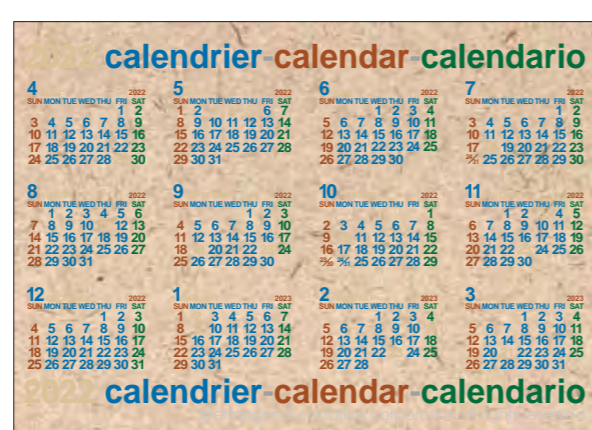 2022 calendrier-calendar-calendario
4 2022
SUN MON TUE WED THU FRI SAT
1 2
3 4 5 6 7 8 9
10 11 12 13 14 15 16
17 18 19 20 21 22 23
24 25 26 27 28 30
5 2022
SUN MON TUE WED THU FRI SAT
1 2 6 7
8 9 10 11 12 13 14
15 16 17 18 19 20 21
22 23 24 25 26 27 28
29 30 31
6 2022
SUN MON TUE WED THU FRI SAT
1 2 3 4
5 6 7 8 9 10 11
12 13 14 15 16 17 18
19 20 21 22 23 24 25
26 27 28 29 30
7 2022
SUN MON TUE WED THU FRI SAT
1 2
3 4 5 6 7 8 9
10 11 12 13 14 15 16
17 19 20 21 22 23
24/31 25 26 27 28 29 30
8 2022
SUN MON TUE WED THU FRI SAT
1 2 3 4 5 6
7 8 9 10 12 13
14 15 16 17 18 19 20
21 22 23 24 25 26 27
28 29 30 31
9 2022
SUN MON TUE WED THU FRI SAT
1 2 3
4 5 6 7 8 9 10
11 12 13 14 15 16 17
18 20 21 22 24
25 26 27 28 29 30
10 2022
SUN MON TUE WED THU FRI SAT
1
2 3 4 5 6 7 8
9 11 12 13 14 15
16 17 18 19 20 21 22
23/30 24/31 25 26 27 28 29
11 2022
SUN MON TUE WED THU FRI SAT
1 2 4 5
6 7 8 9 10 11 12
13 14 15 16 17 18 19
20 21 22 24 25 26
27 28 29 30
12 2022
SUN MON TUE WED THU FRI SAT
1 2 3
4 5 6 7 8 9 10
11 12 13 14 15 16 17
18 19 20 21 22 23 24
25 26 27 28 29 30 31
1 2023
SUN MON TUE WED THU FRI SAT
1 3 4 5 6 7
8 10 11 12 13 14
15 16 17 18 19 20 21
22 23 24 25 26 27 28
29 30 31
2 2023
SUN MON TUE WED THU FRI SAT
1 2 3 4
5 6 7 8 9 10
12 13 14 15 16 17 18
19 20 21 22 24 25
26 27 28
3 2023
SUN MON TUE WED THU FRI SAT
1 2 3 4
5 6 7 8 9 10 11
12 13 14 15 16 17 18
19 20 22 23 24 25
26 27 28 29 30 31
2022 calendrier-calendar-calendario